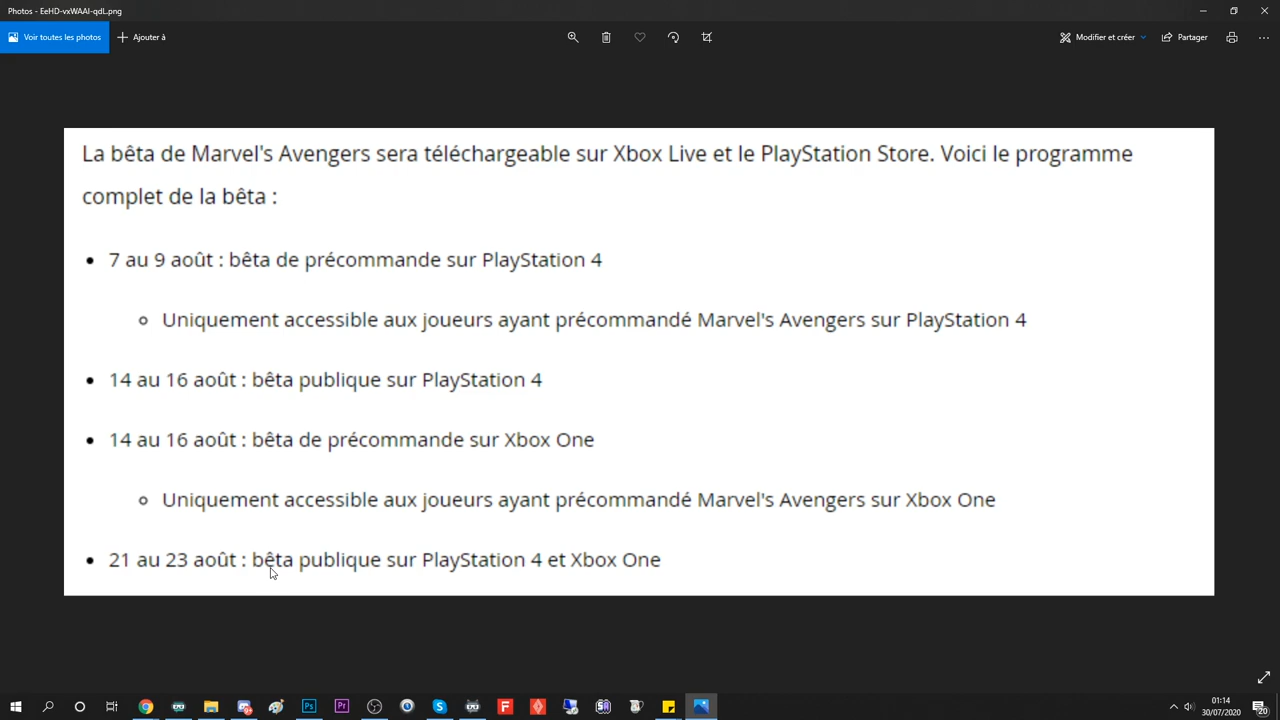 Photos - EeHD-vxWAAI-qdL.png
Voir toutes les photos
Ajouter à
Modifier et créer
Partager
La bêta de Marvel's Avengers sera téléchargeable sur Xbox Live et le PlayStation Store. Voici le programme
complet de la bêta :
• 7 au 9 août : bêta de précommande sur PlayStation 4
○ Uniquement accessible aux joueurs ayant précommandé Marvel's Avengers sur PlayStation 4
• 14 au 16 août : bêta publique sur PlayStation 4
• 14 au 16 août : bêta de précommande sur Xbox One
○ Uniquement accessible aux joueurs ayant précommandé Marvel's Avengers sur Xbox One
• 21 au 23 août : bêta publique sur PlayStation 4 et Xbox One
Ps
Pr
S
F
01:14
30/07/2020
20